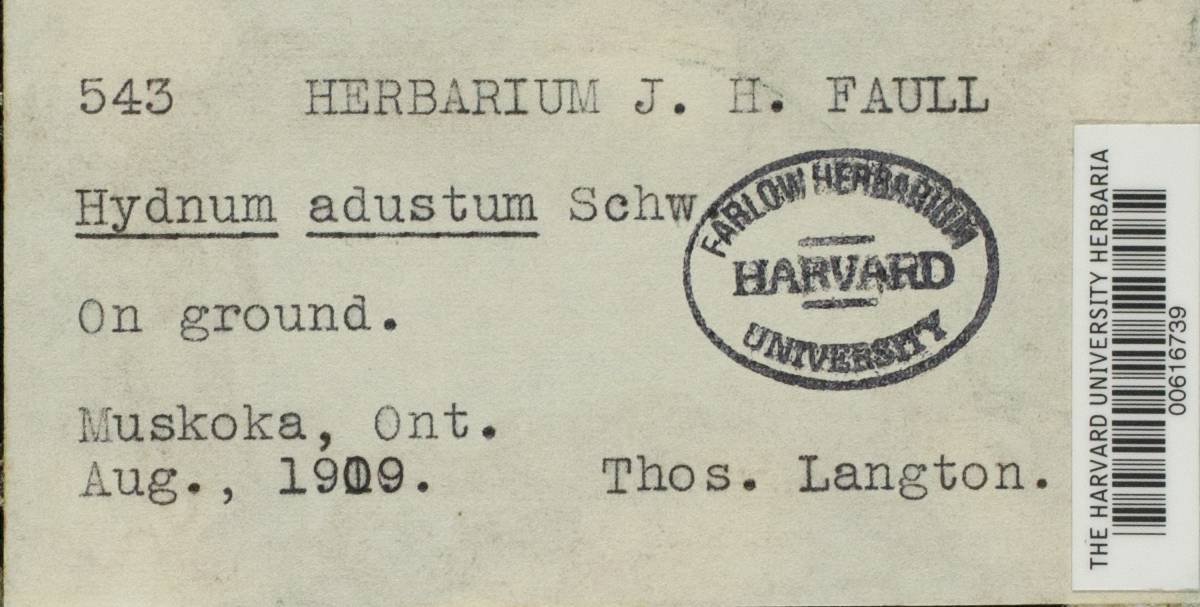 543 HERBARIUM J. H. FAULL
Hydnum adustum Schw
On ground.
Muskoka, Ont.
Aug.,
Thos. Langton.
FARLOW HERBARIUM
HARVARD
UNIVERSITY
THE HARVARD UNIVERSITY HERBARIA
00616739